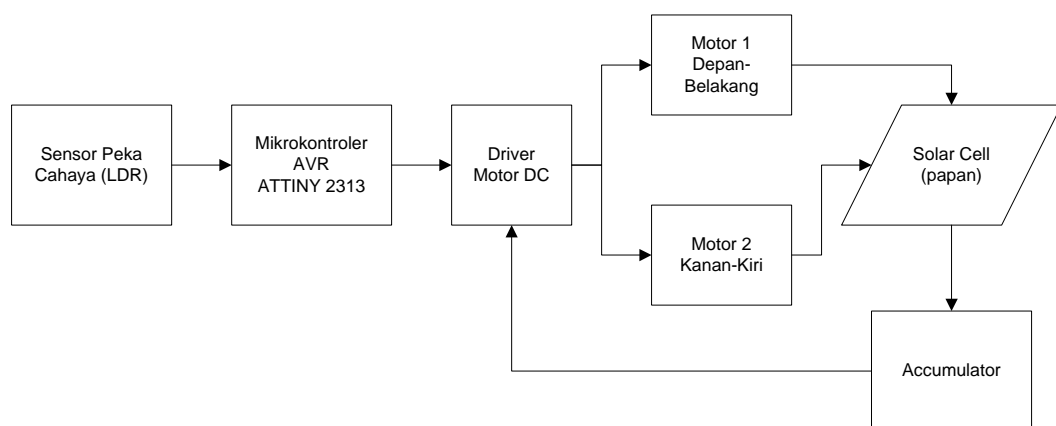 Sensor Peka
Cahaya (LDR)
Mikrokontroler
AVR
ATTINY 2313
Driver
Motor DC
Motor 1
Depan-
Belakang
Motor 2
Kanan-Kiri
Solar Cell
(papan)
Accumulator